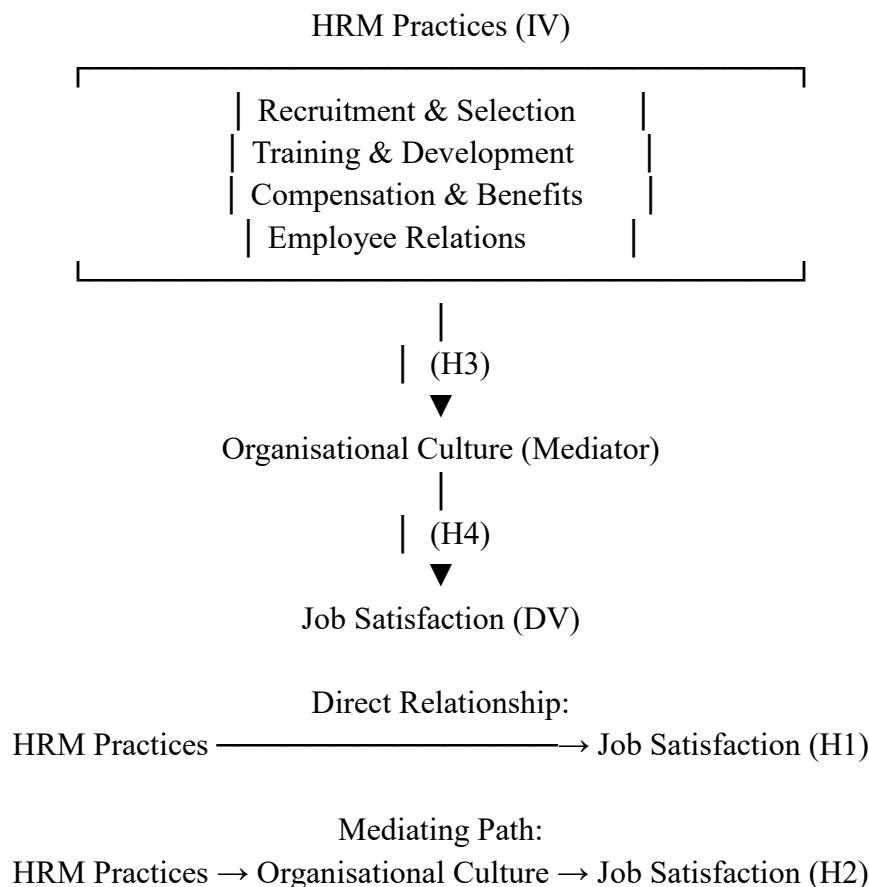 HRM Practices (IV)
│ Recruitment & Selection │
│ Training & Development │
│ Compensation & Benefits │
│ Employee Relations │
│
│ (H3)
▼
Organisational Culture (Mediator)
│
│ (H4)
▼
Job Satisfaction (DV)
Direct Relationship:
HRM Practices ────────────────→ Job Satisfaction (H1)
Mediating Path:
HRM Practices → Organisational Culture → Job Satisfaction (H2)